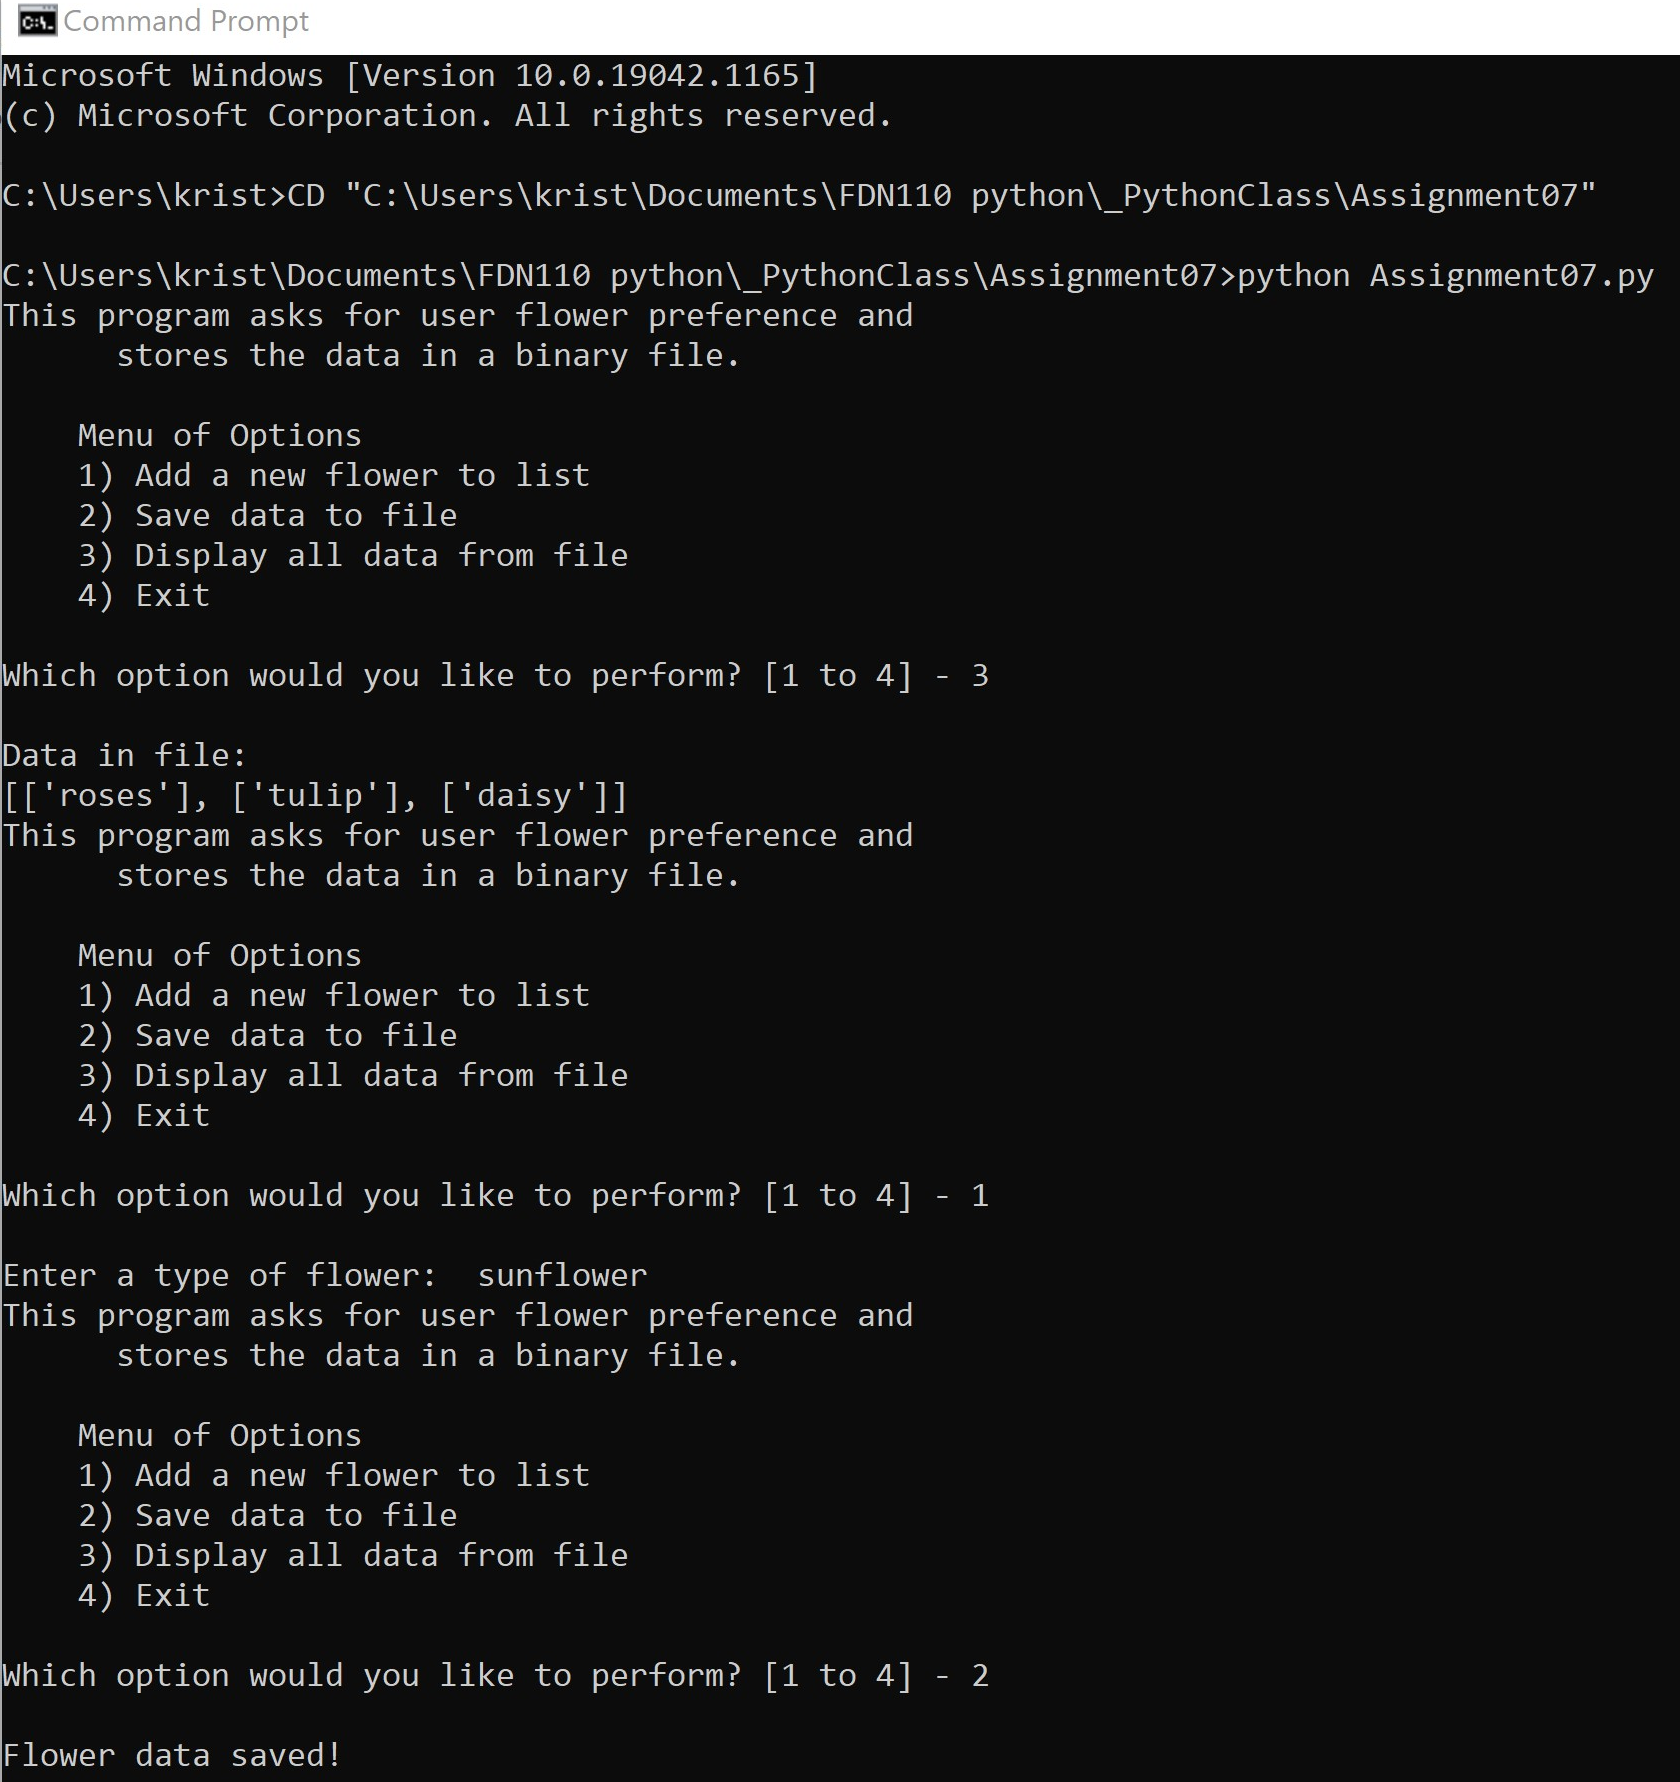 Command Prompt
Microsoft Windows [Version 10.0.19042.1165]
(c) Microsoft Corporation. All rights reserved.
C:\Users\krist>CD "C:\Users\krist\Documents\FDN110 python\_PythonClass\Assignment07"
C:\Users\krist\Documents\FDN110 python\_PythonClass\Assignment07>python Assignment07.py
This program asks for user flower preference and
      stores the data in a binary file.
    Menu of Options
    1) Add a new flower to list
    2) Save data to file
    3) Display all data from file
    4) Exit
Which option would you like to perform? [1 to 4] - 3
Data in file:
[['roses'], ['tulip'], ['daisy']]
This program asks for user flower preference and
      stores the data in a binary file.
    Menu of Options
    1) Add a new flower to list
    2) Save data to file
    3) Display all data from file
    4) Exit
Which option would you like to perform? [1 to 4] - 1
Enter a type of flower:  sunflower
This program asks for user flower preference and
      stores the data in a binary file.
    Menu of Options
    1) Add a new flower to list
    2) Save data to file
    3) Display all data from file
    4) Exit
Which option would you like to perform? [1 to 4] - 2
Flower data saved!